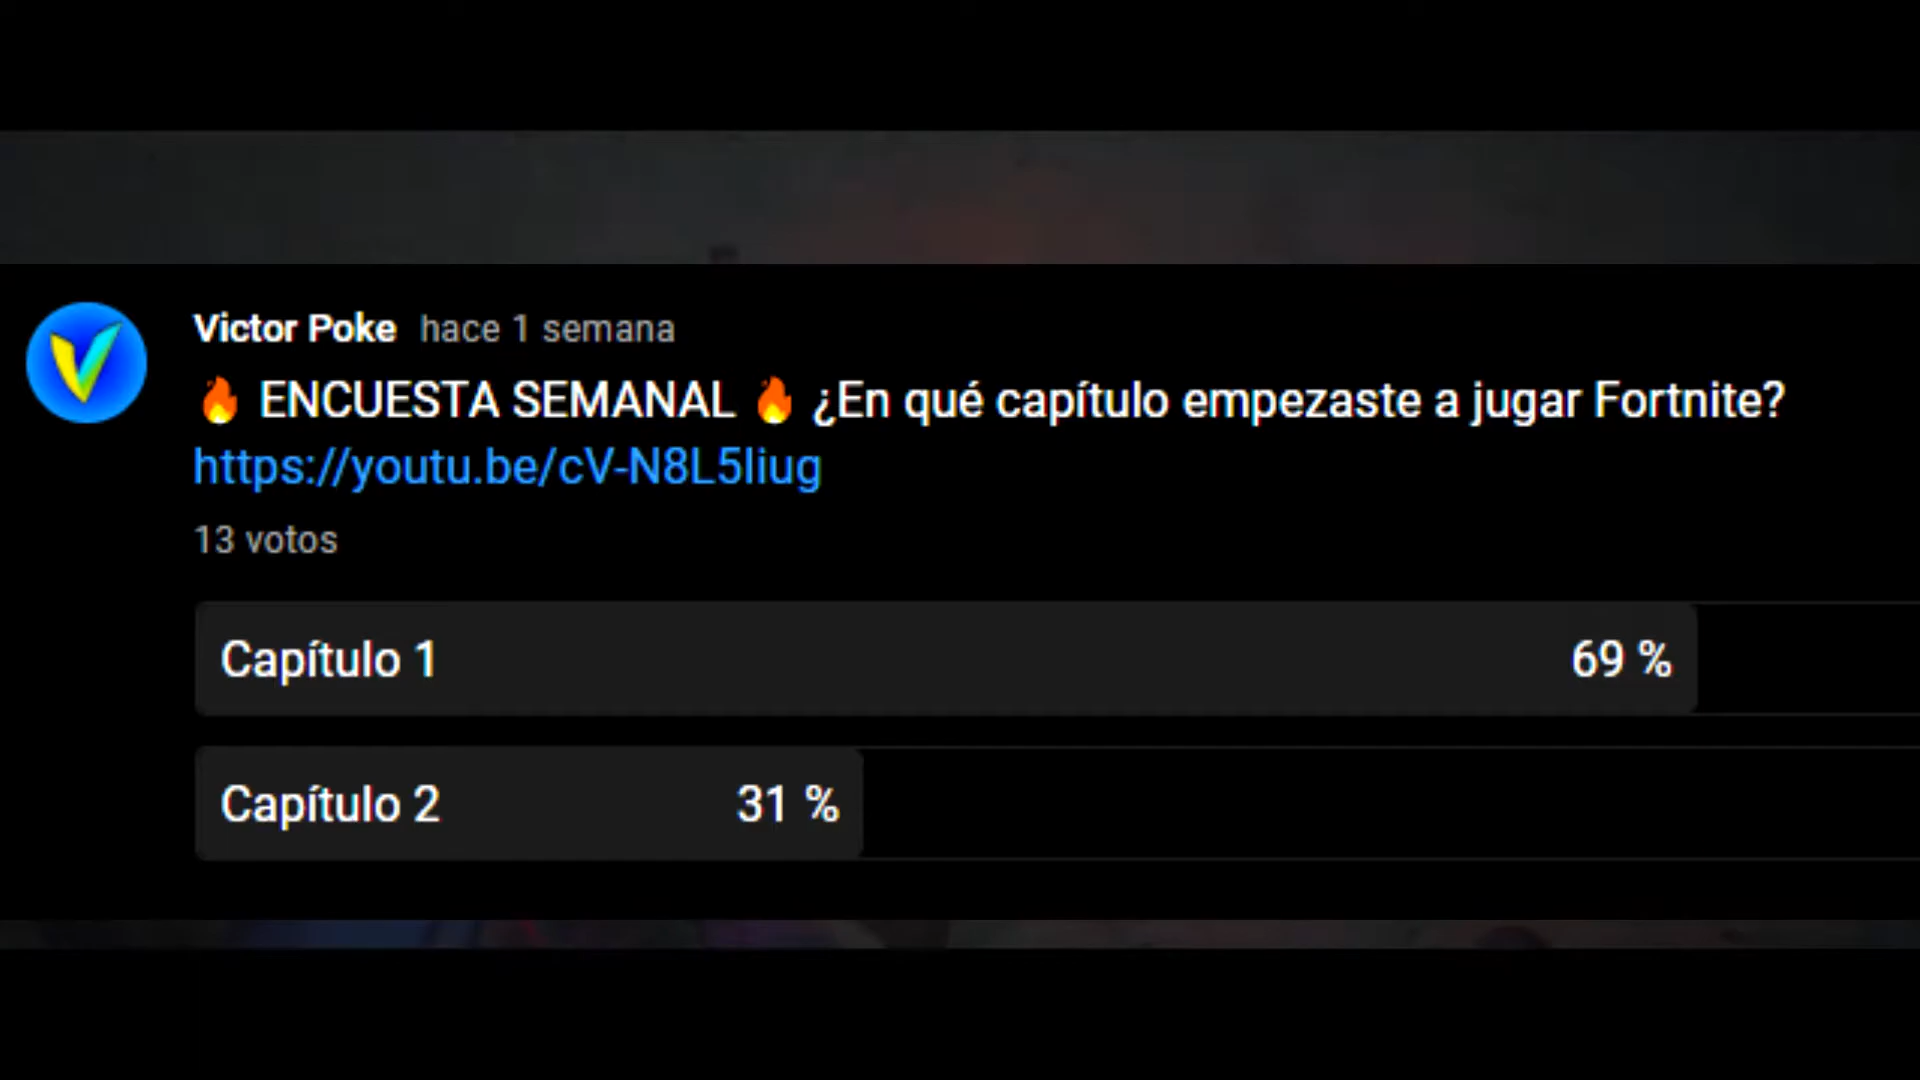 Victor Poke hace 1 semana
🔥 ENCUESTA SEMANAL 🔥 ¿En qué capítulo empezaste a jugar Fortnite?
https://youtu.be/cV-N8L5liug
13 votos
Capítulo 1 69 %
Capítulo 2 31 %